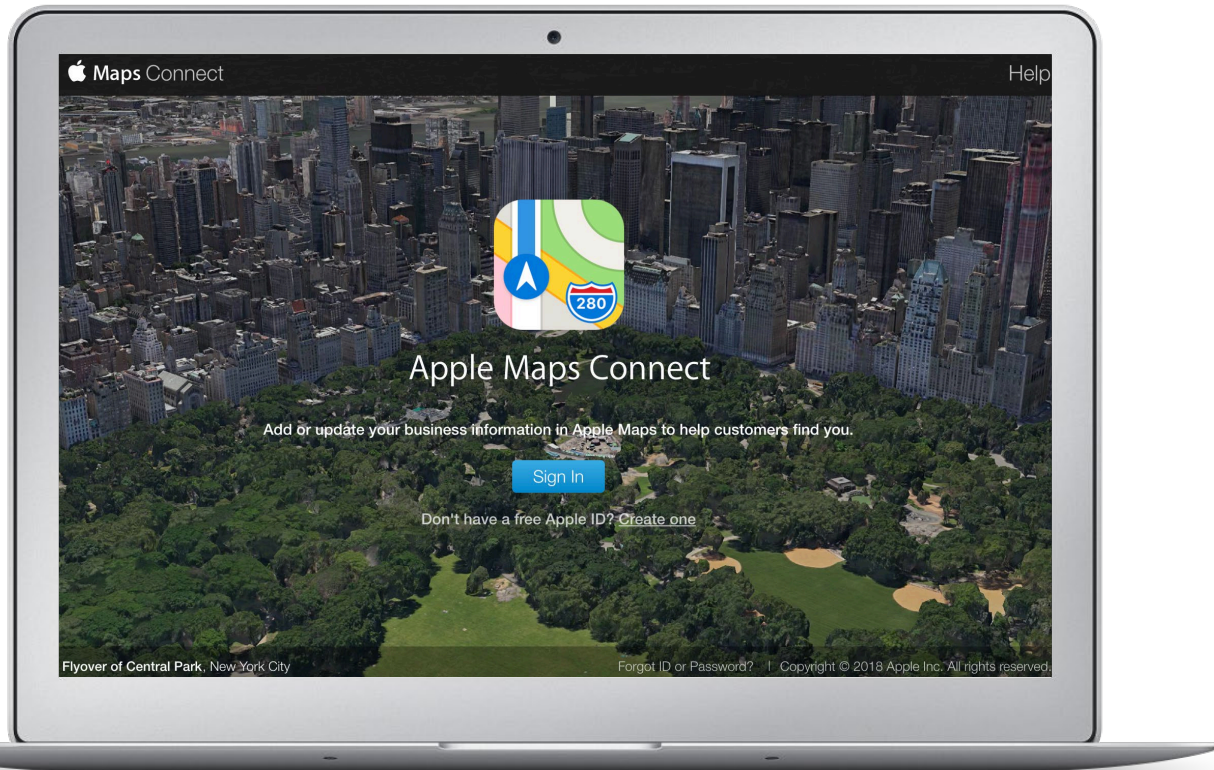 Maps Connect
Help
280
Apple Maps Connect
Add or update your business information in Apple Maps to help customers find you.
Sign In
Don't have a free Apple ID? Create one
Flyover of Central Park, New York City
Forgot ID or Password? | Copyright © 2018 Apple Inc. All rights reserved.